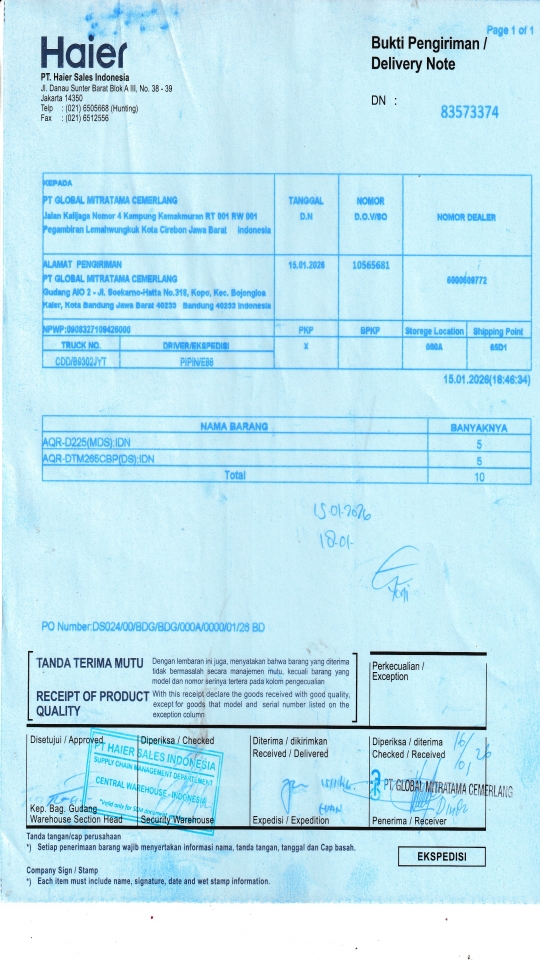 Page 1 of 1
Haier
Bukti Pengiriman /
Delivery Note
PT. Haier Sales Indonesia
Jl. Danau Sunter Barat Blok A III, No. 38 - 39
Jakarta 14350
Telp : (021) 6505668 (Hunting)
Fax : (021) 6512556
DN : 83573374
KEPADA
PT GLOBAL MITRATAMA CEMERLANG
Jalan Kalijaga Nomor 4 Kampung Kamakmuran RT 001 RW 001
Pegambiran Lemahwungkuk Kota Cirebon Jawa Barat Indonesia
TANGGAL
D.N
NOMOR
D.O.V/SO
NOMOR DEALER
ALAMAT PENGIRIMAN
PT GLOBAL MITRATAMA CEMERLANG
Gudang AIO 2 - Jl. Soekarno-Hatta No.318, Kopo, Kec. Bojongloa
Kaler, Kota Bandung Jawa Barat 40233 Bandung 40233 Indonesia
15.01.2026
10565681
NPWP:0908327109426000
PKP
BPKP
Storege Location
Shipping Point
TRUCK NO.
DRIVER/EKSPEDISI
X
000A
65D1
15.01.2026(18:46:34)
NAMA BARANG
BANYAKNYA
AQR-D225(MDS):IDN
5
AQR-DTM265CBP(DS):IDN
5
Total
10
15-01-2026
18-01-
Yogi
PO Number:DS024/00/BDG/BDG/000A/0000/01/26 BD
TANDA TERIMA MUTU
Dengan lembaran ini juga, menyatakan bahwa barang yang diterima
tidak bermasalah secara manajemen mutu, kecuali barang yang
model dan nomor serinya tertera pada kolom pengecualian
RECEIPT OF PRODUCT
QUALITY
With this receipt declare the goods received with good quality,
except for goods that model and serial number listed on the
exception column
Perkecualian /
Exception
Disetujui / Approved
Diperiksa / Checked
Diterima / dikirimkan
Received / Delivered
Diperiksa / diterima
Checked / Received
16/01/26
PT HAIER SALES INDONESIA
SUPPLY CHAIN MANAGEMENT DEPARTMENT
CENTRAL WAREHOUSE - INDONESIA
PT. GLOBAL MITRATAMA CEMERLANG
Kep. Bag. Gudang
Warehouse Section Head
Security Warehouse
Expedisi / Expedition
Penerima / Receiver
Tanda tangan/cap perusahaan
*) Setiap penerimaan barang wajib menyertakan informasi nama, tanda tangan, tanggal dan Cap basah.
EKSPEDISI
Company Sign / Stamp
*) Each item must include name, signature, date and wet stamp information.